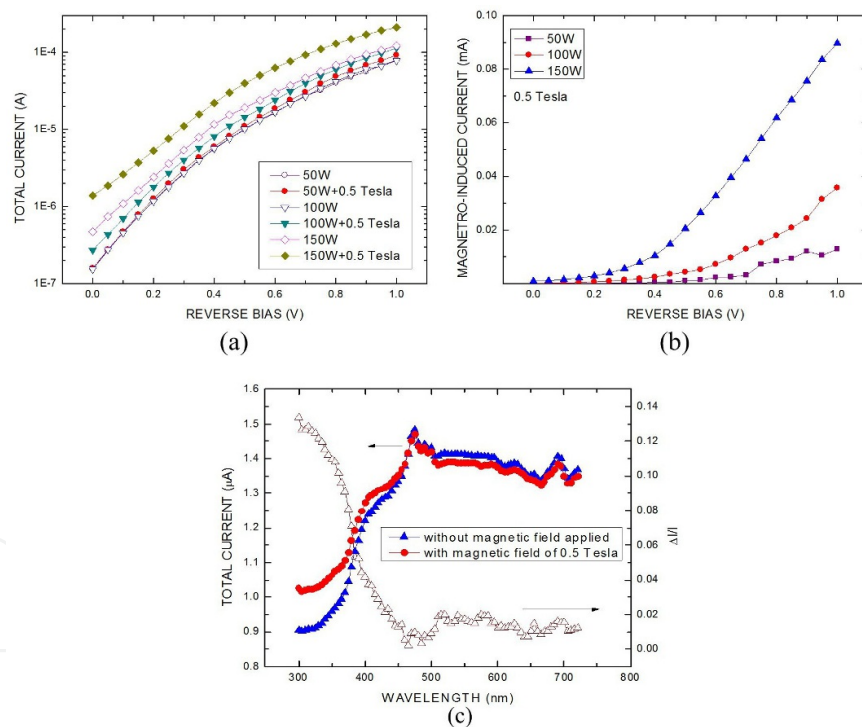 TOTAL CURRENT (A)
1E-4
1E-5
1E-6
1E-7
0.0 0.2 0.4 0.6 0.8 1.0
REVERSE BIAS (V)
50W
50W+0.5 Tesla
100W
100W+0.5 Tesla
150W
150W+0.5 Tesla
(a)
MAGNETRO-INDUCED CURRENT (mA)
0.10
0.08
0.06
0.04
0.02
0.0 0.2 0.4 0.6 0.8 1.0
REVERSE BIAS (V)
50W
100W
150W
0.5 Tesla
(b)
TOTAL CURRENT (μA)
1.6
1.5
1.4
1.3
1.2
1.1
1.0
0.9
0.8
300 400 500 600 700 800
WAVELENGTH (nm)
without magnetic field applied
with magnetic field of 0.5 Tesla
0.14
0.12
0.10
0.08
0.06
0.04
0.02
0.00
ΔI/I
(c)